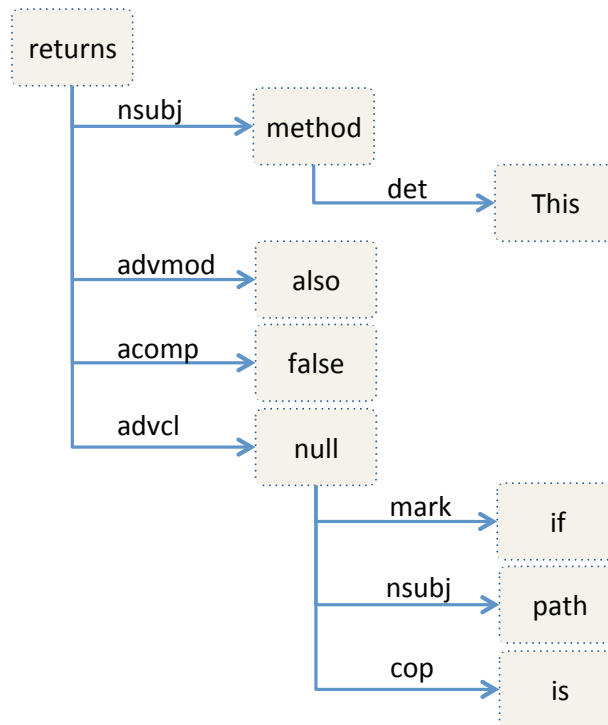 returns
nsubj
method
det
This
advmod
also
acomp
false
advcl
null
mark
if
nsubj
path
cop
is